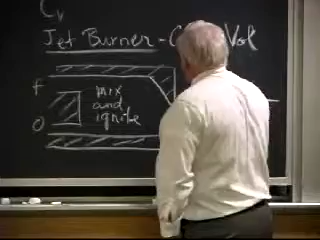 Cv
Jet Burner - C Vol
F
mix
and
ignite
O